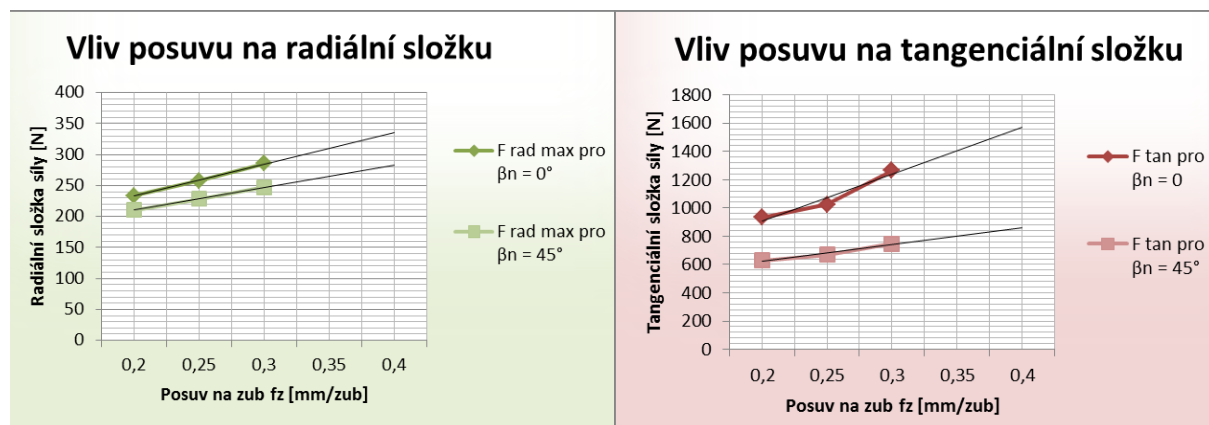 Vliv posuvu na radiální složku
Radiální složka síly [N]
400
350
300
250
200
150
100
50
0
0,2 0,25 0,3 0,35 0,4
Posuv na zub fz [mm/zub]
F rad max pro
βn = 0°
F rad max pro
βn = 45°
Vliv posuvu na tangenciální složku
Tangenciální složka síly [N]
1800
1600
1400
1200
1000
800
600
400
200
0
0,2 0,25 0,3 0,35 0,4
Posuv na zub fz [mm/zub]
F tan pro
βn = 0
F tan pro
βn = 45°